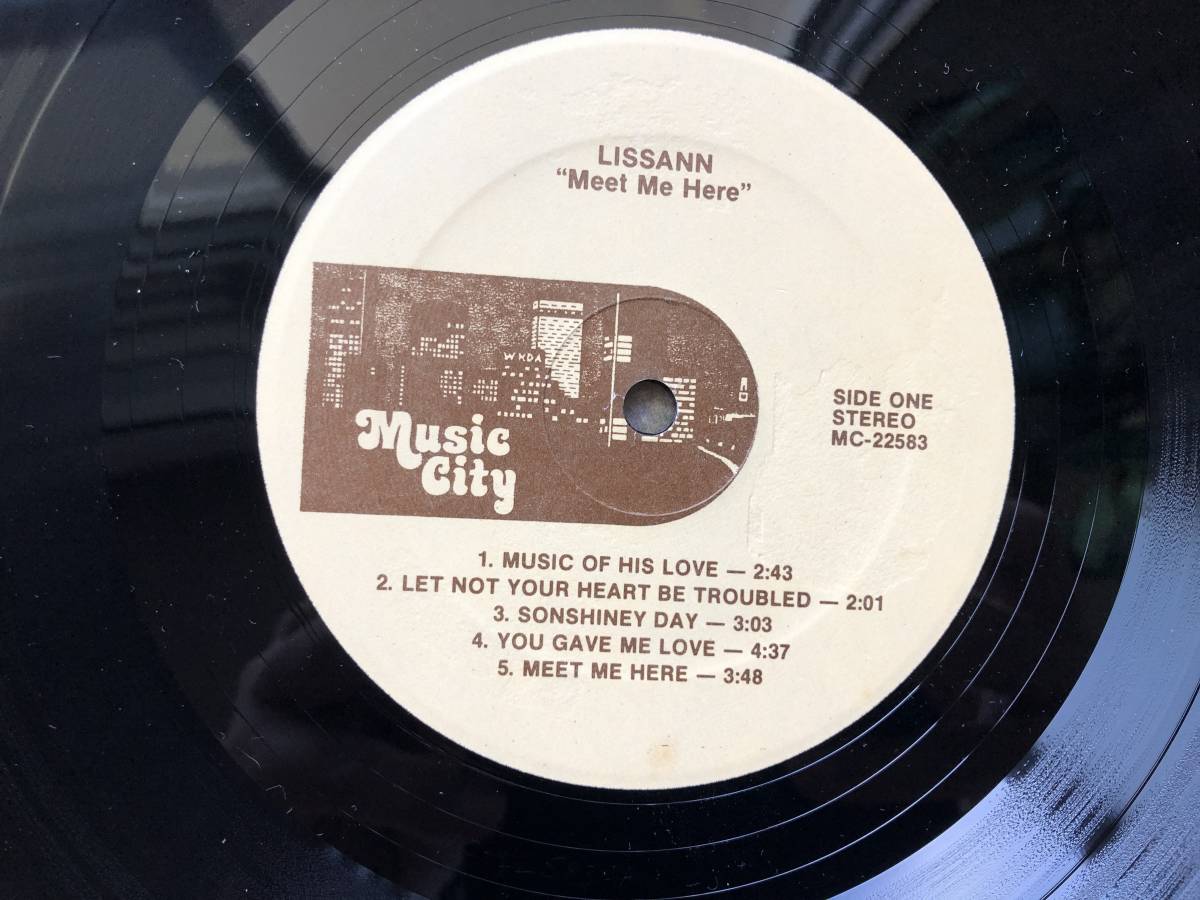 LISSANN
“Meet Me Here”
WKDA
Music
City
SIDE ONE
STEREO
MC-22583
1. MUSIC OF HIS LOVE — 2:43
2. LET NOT YOUR HEART BE TROUBLED — 2:01
3. SONSHINEY DAY — 3:03
4. YOU GAVE ME LOVE — 4:37
5. MEET ME HERE — 3:48